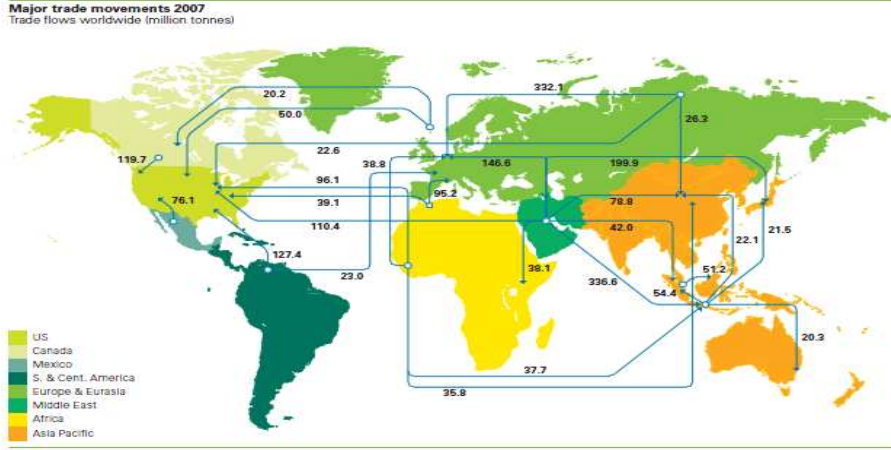 Major trade movements 2007
Trade flows worldwide (million tonnes)
20.2
332.1
50.0
26.3
22.6
119.7
38.8
146.6
199.9
96.1
95.2
76.1
39.1
78.8
110.4
42.0
21.5
22.1
127.4
23.0
38.1
336.6
51.2
54.4
20.3
37.7
35.8
US
Canada
Mexico
S. & Cent. America
Europe & Eurasia
Middle East
Africa
Asia Pacific